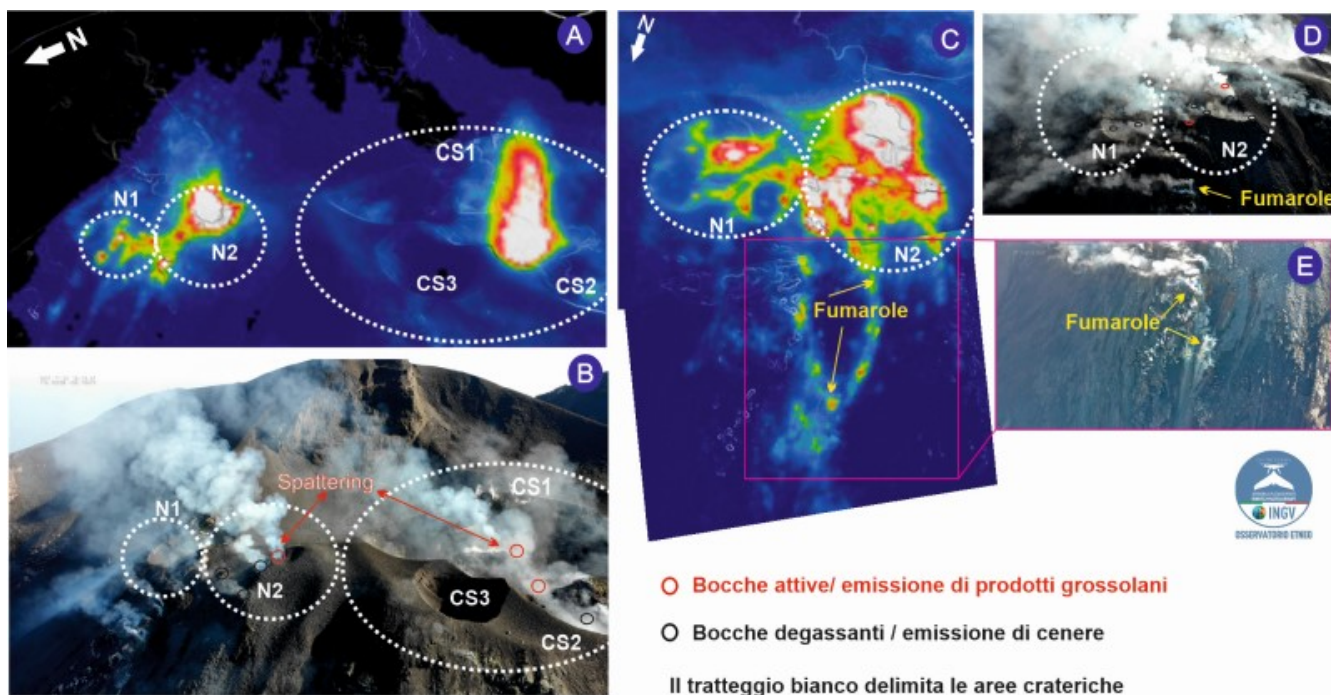 N
A
CS1
N1
N2
CS3
CS2
B
Spattering
N1
CS1
N2
CS3
CS2
N
C
N1
N2
Fumarole
D
N1
N2
Fumarole
E
Fumarole
INGV
OSSERVATORIO ETNEO
Bocche attive/ emissione di prodotti grossolani
Bocche degassanti / emissione di cenere
Il tratteggio bianco delimita le aree crateriche